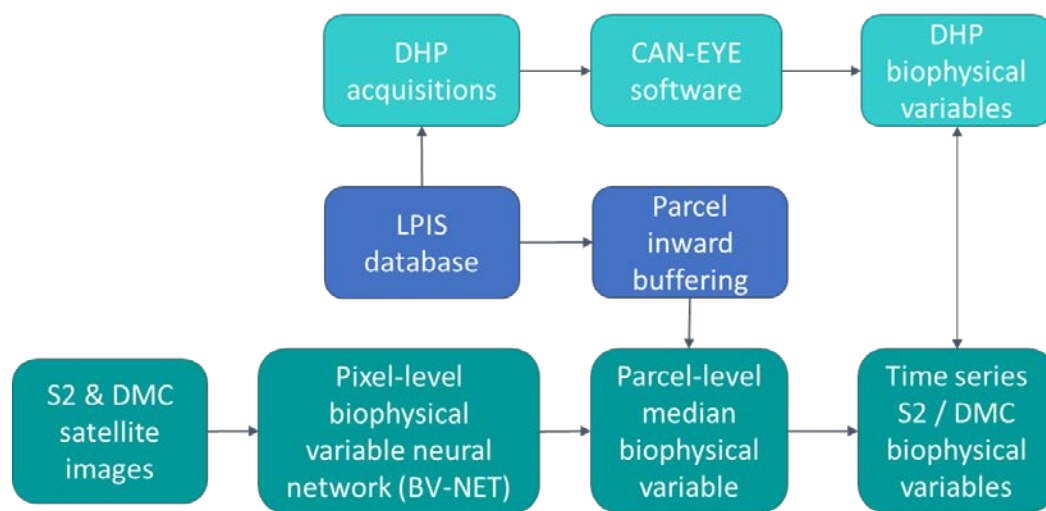 DHP
acquisitions
CAN-EYE
software
DHP
biophysical
variables
LPIS
database
Parcel
inward
buffering
S2 & DMC
satellite
images
Pixel-level
biophysical
variable neural
network (BV-NET)
Parcel-level
median
biophysical
variable
Time series
S2 / DMC
biophysical
variables